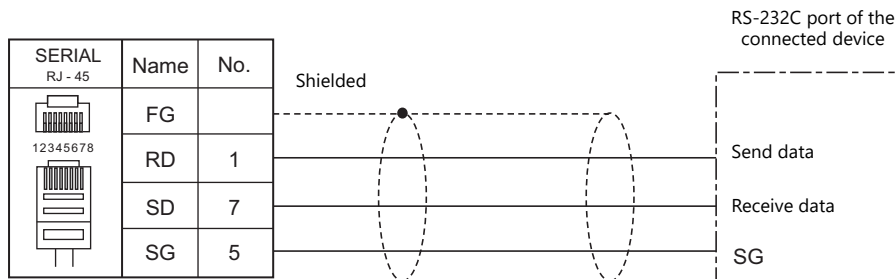 RS-232C port of the
connected device
SERIAL
RJ - 45
Name
No.
Shielded
FG
12345678
RD
1
Send data
SD
7
Receive data
SG
5
SG